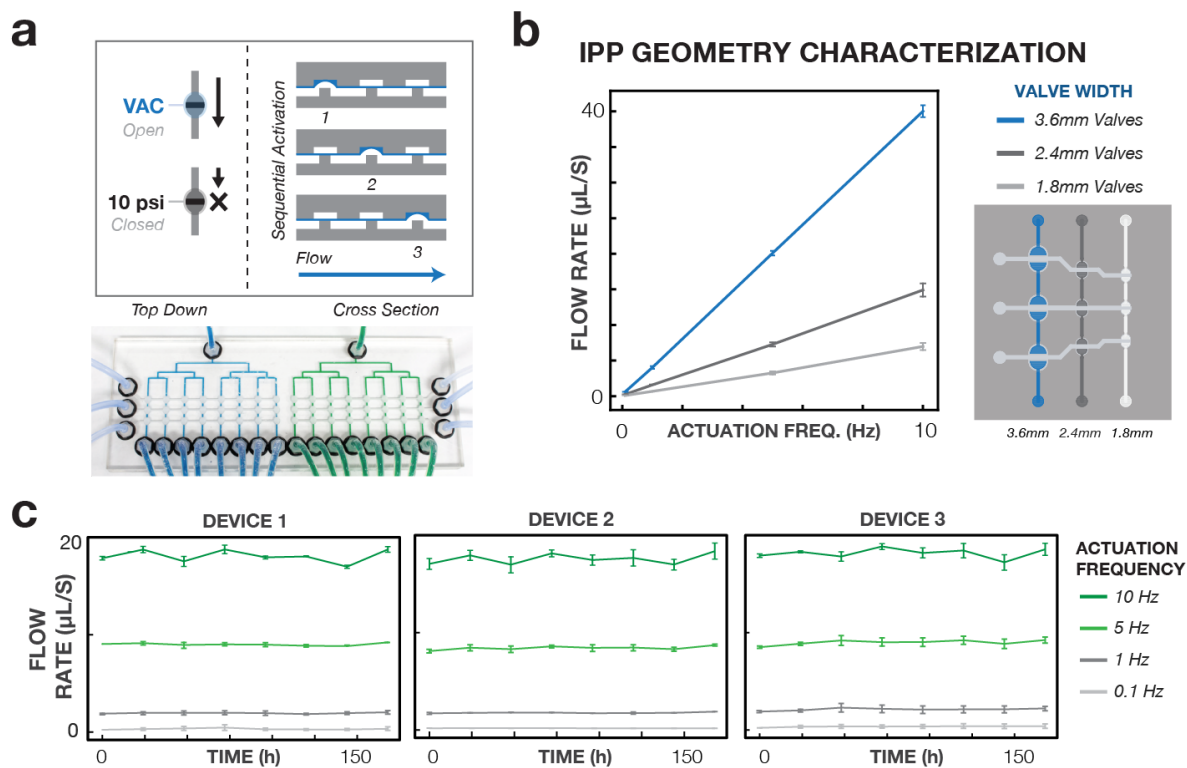 a
VAC
Open
10 psi
Closed
Sequential Activation
1
2
3
Flow
Top Down
Cross Section
b
IPP GEOMETRY CHARACTERIZATION
FLOW RATE (µL/S)
40
0
0
ACTUATION FREQ. (Hz)
10
VALVE WIDTH
3.6mm Valves
2.4mm Valves
1.8mm Valves
3.6mm
2.4mm
1.8mm
c
DEVICE 1
DEVICE 2
DEVICE 3
FLOW
RATE (µL/S)
20
0
0
TIME (h)
150
0
TIME (h)
150
0
TIME (h)
150
ACTUATION
FREQUENCY
10 Hz
5 Hz
1 Hz
0.1 Hz